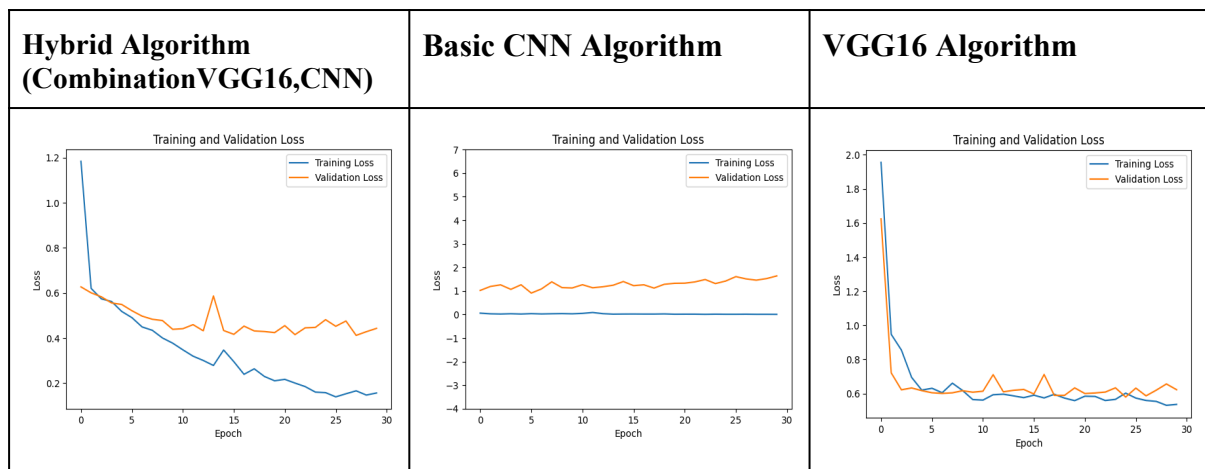 Hybrid Algorithm
(CombinationVGG16,CNN)
Basic CNN Algorithm
VGG16 Algorithm
Training and Validation Loss
Training Loss
Validation Loss
1.2
1.0
0.8
0.6
0.4
0.2
Loss
0 5 10 15 20 25 30
Epoch
Training and Validation Loss
Training Loss
Validation Loss
7
6
5
4
3
2
1
0
−1
−2
−3
−4
Loss
0 5 10 15 20 25 30
Epoch
Training and Validation Loss
Training Loss
Validation Loss
2.0
1.8
1.6
1.4
1.2
1.0
0.8
0.6
Loss
0 5 10 15 20 25 30
Epoch